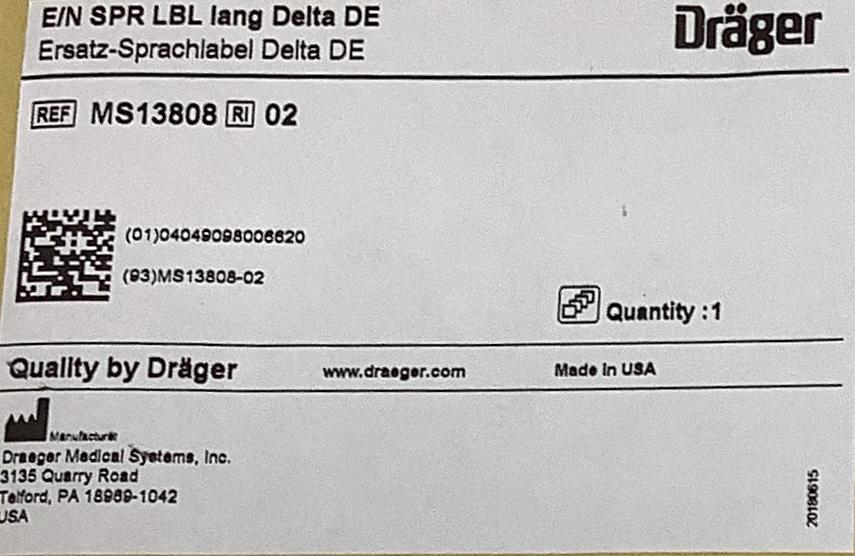 E/N SPR LBL lang Delta DE
Ersatz-Sprachlabel Delta DE
Dräger
REF MS13808 RI 02
(01)04049098006620
(93)MS13808-02
Quantity :1
Quality by Dräger www.draeger.com Made in USA
Manufacturer
Draeger Medical Systems, Inc.
3135 Quarry Road
Telford, PA 18969-1042
USA
20180615